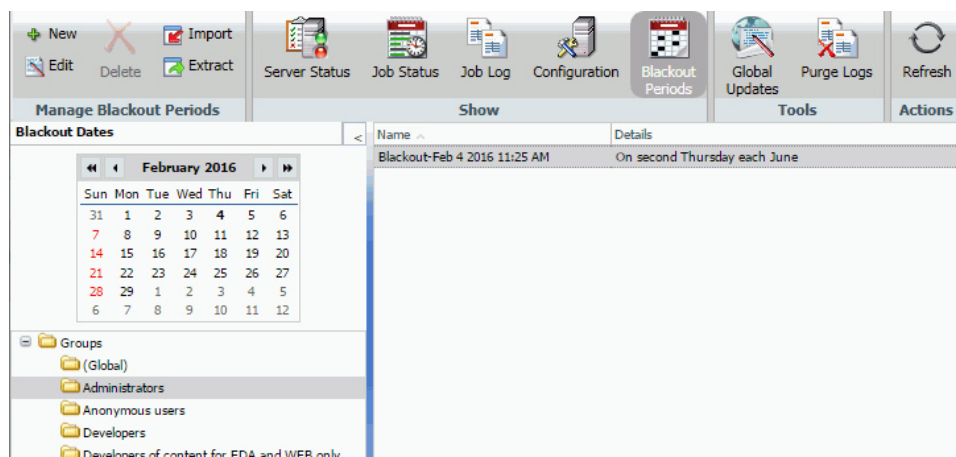 New
Edit
Delete
Import
Extract
Manage Blackout Periods
Server Status
Job Status
Job Log
Configuration
Blackout
Periods
Show
Global
Updates
Purge Logs
Tools
Refresh
Actions
Blackout Dates
<
February 2016
Sun Mon Tue Wed Thu Fri Sat
31 1 2 3 4 5 6
7 8 9 10 11 12 13
14 15 16 17 18 19 20
21 22 23 24 25 26 27
28 29 1 2 3 4 5
6 7 8 9 10 11 12
Groups
(Global)
Administrators
Anonymous users
Developers
Developers of content for EDA and WEB only
Name Details
Blackout-Feb 4 2016 11:25 AM On second Thursday each June